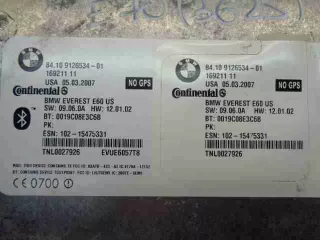 84.10 9126534-01
169211 11
USA 05.03.2007
Continental
NO GPS
BMW EVEREST E60 US
SW: 09.06.0A HW: 12.01.02
BT: 0019C08E3C68
PK:
ESN: 102-15475331
TNL0027926 EVUE6057T8
CE 0700
84.10 9126534-01
169211 11
USA 05.03.2007
Continental
NO GPS
BMW EVEREST E60 US
SW: 09.06.0A HW: 12.01.02
BT: 0019C08E3C68
PK:
ESN: 102-15475331
TNL0027926